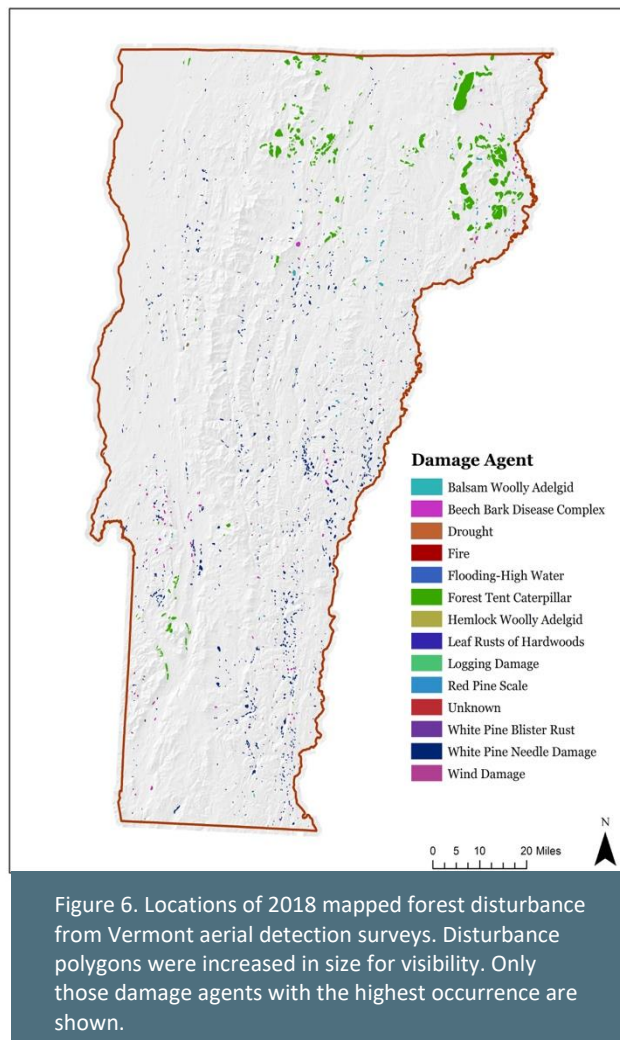 Damage Agent
Balsam Woolly Adelgid
Beech Bark Disease Complex
Drought
Fire
Flooding-High Water
Forest Tent Caterpillar
Hemlock Woolly Adelgid
Leaf Rusts of Hardwoods
Logging Damage
Red Pine Scale
Unknown
White Pine Blister Rust
White Pine Needle Damage
Wind Damage
N
0 5 10 20 Miles
Figure 6. Locations of 2018 mapped forest disturbance
from Vermont aerial detection surveys. Disturbance
polygons were increased in size for visibility. Only
those damage agents with the highest occurrence are
shown.